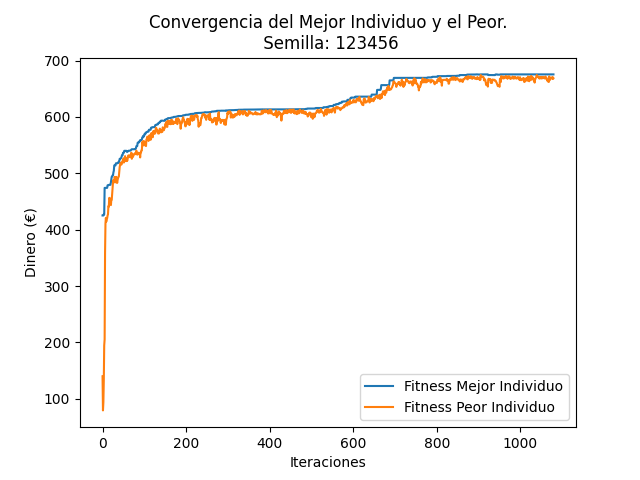 Convergencia del Mejor Individuo y el Peor.
Semilla: 123456
700
600
500
400
300
200
100
Dinero (€)
0
200
400
600
800
1000
Iteraciones
Fitness Mejor Individuo
Fitness Peor Individuo